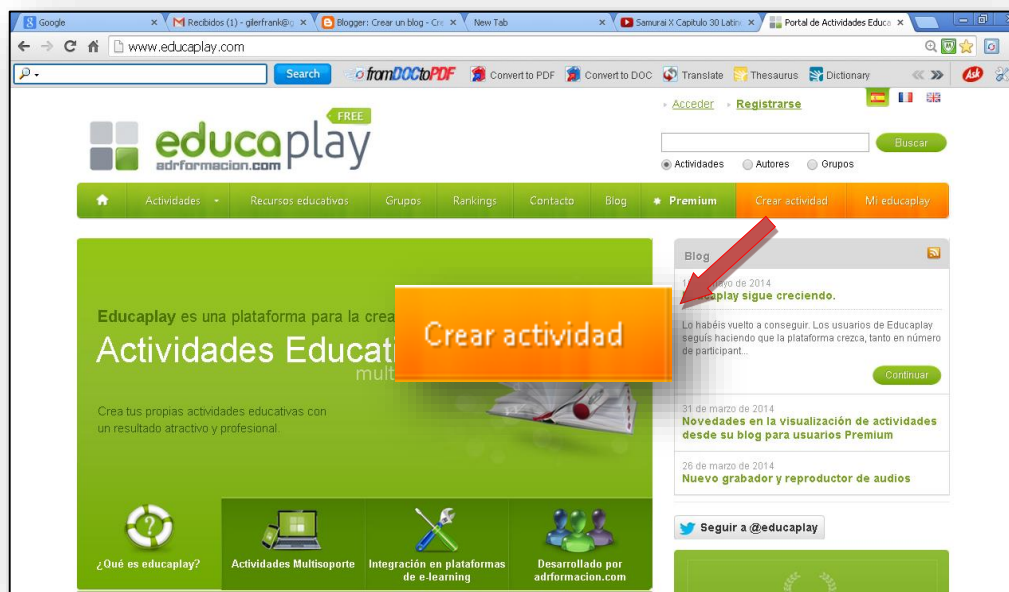 Google
Recibidos (1) - glerfrank@g
Blogger: Crear un blog - Cre
New Tab
Samurai X Capitulo 30 Latin
Portal de Actividades Educa
www.educaplay.com
Search
fromDOCtoPDF
Convert to PDF
Convert to DOC
Translate
Thesaurus
Dictionary
Ask
Acceder
Registrarse
FREE
educaplay
adrformacion.com
Buscar
Actividades
Autores
Grupos
Actividades
Recursos educativos
Grupos
Rankings
Contacto
Blog
Premium
Crear actividad
Mi educaplay
Educaplay es una plataforma para la crea
Actividades Educati
mult
Crear actividad
Crea tus propias actividades educativas con
un resultado atractivo y profesional.
¿Qué es educaplay?
Actividades Multisoporte
Integración en plataformas
de e-learning
Desarrollado por
adrformacion.com
Blog
de 2014
sigue creciendo.
Lo habéis vuelto a conseguir. Los usuarios de Educaplay
seguís haciendo que la plataforma crezca, tanto en número
de participant...
Continuar
31 de marzo de 2014
Novedades en la visualización de actividades
desde su blog para usuarios Premium
26 de marzo de 2014
Nuevo grabador y reproductor de audios
Seguir a @educaplay